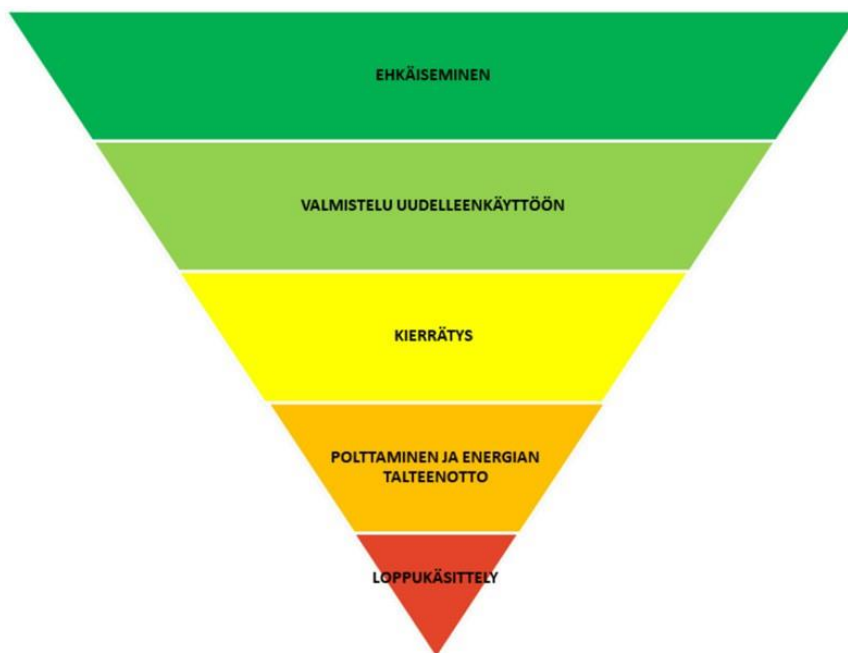 EHKÄISEMINEN
VALMISTELU UUDELLEENKÄYTTÖÖN
KIERRÄTYS
POLTTAMINEN JA ENERGIAN
TALTEENOTTO
LOPPUKÄSITTELY